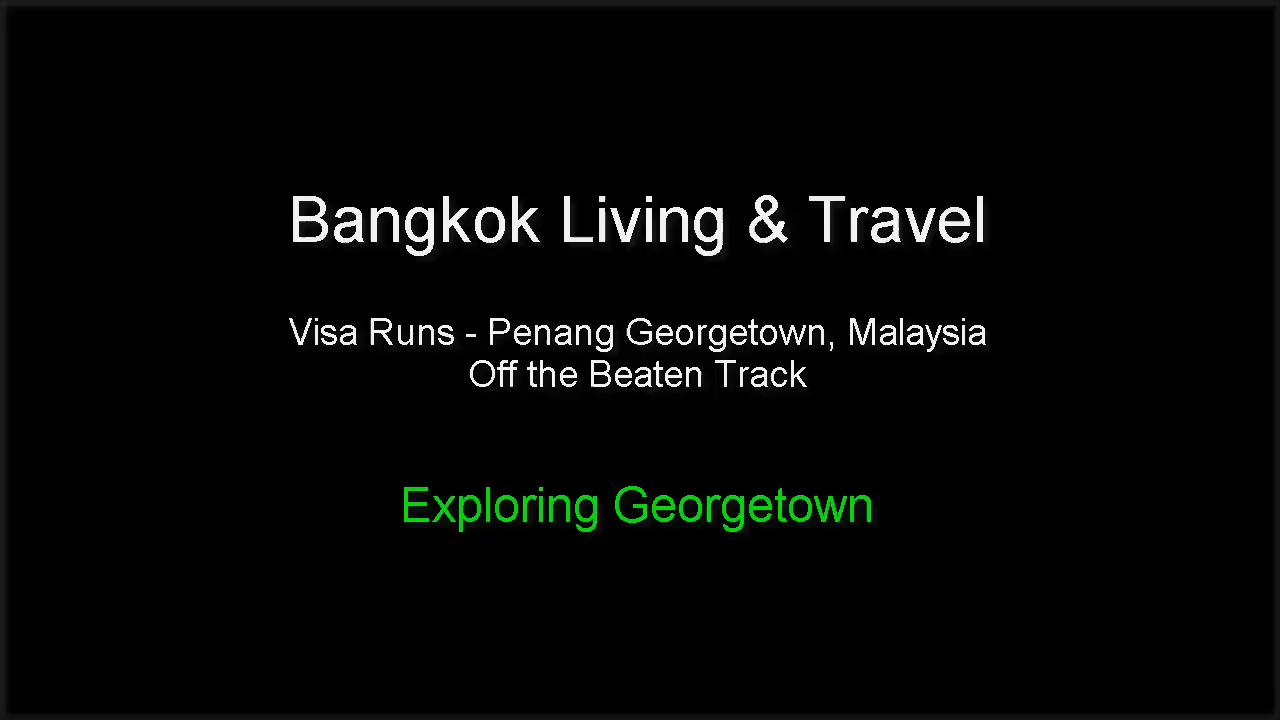 Bangkok Living & Travel
Visa Runs - Penang Georgetown, Malaysia
Off the Beaten Track
Exploring Georgetown